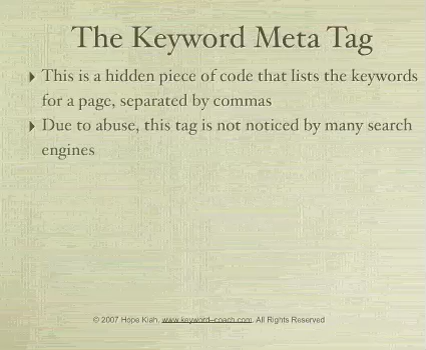 The Keyword Meta Tag
This is a hidden piece of code that lists the keywords
for a page, separated by commas
Due to abuse, this tag is not noticed by many search
engines
© 2007 Hope Kiah, www.keyword-coach.com. All Rights Reserved